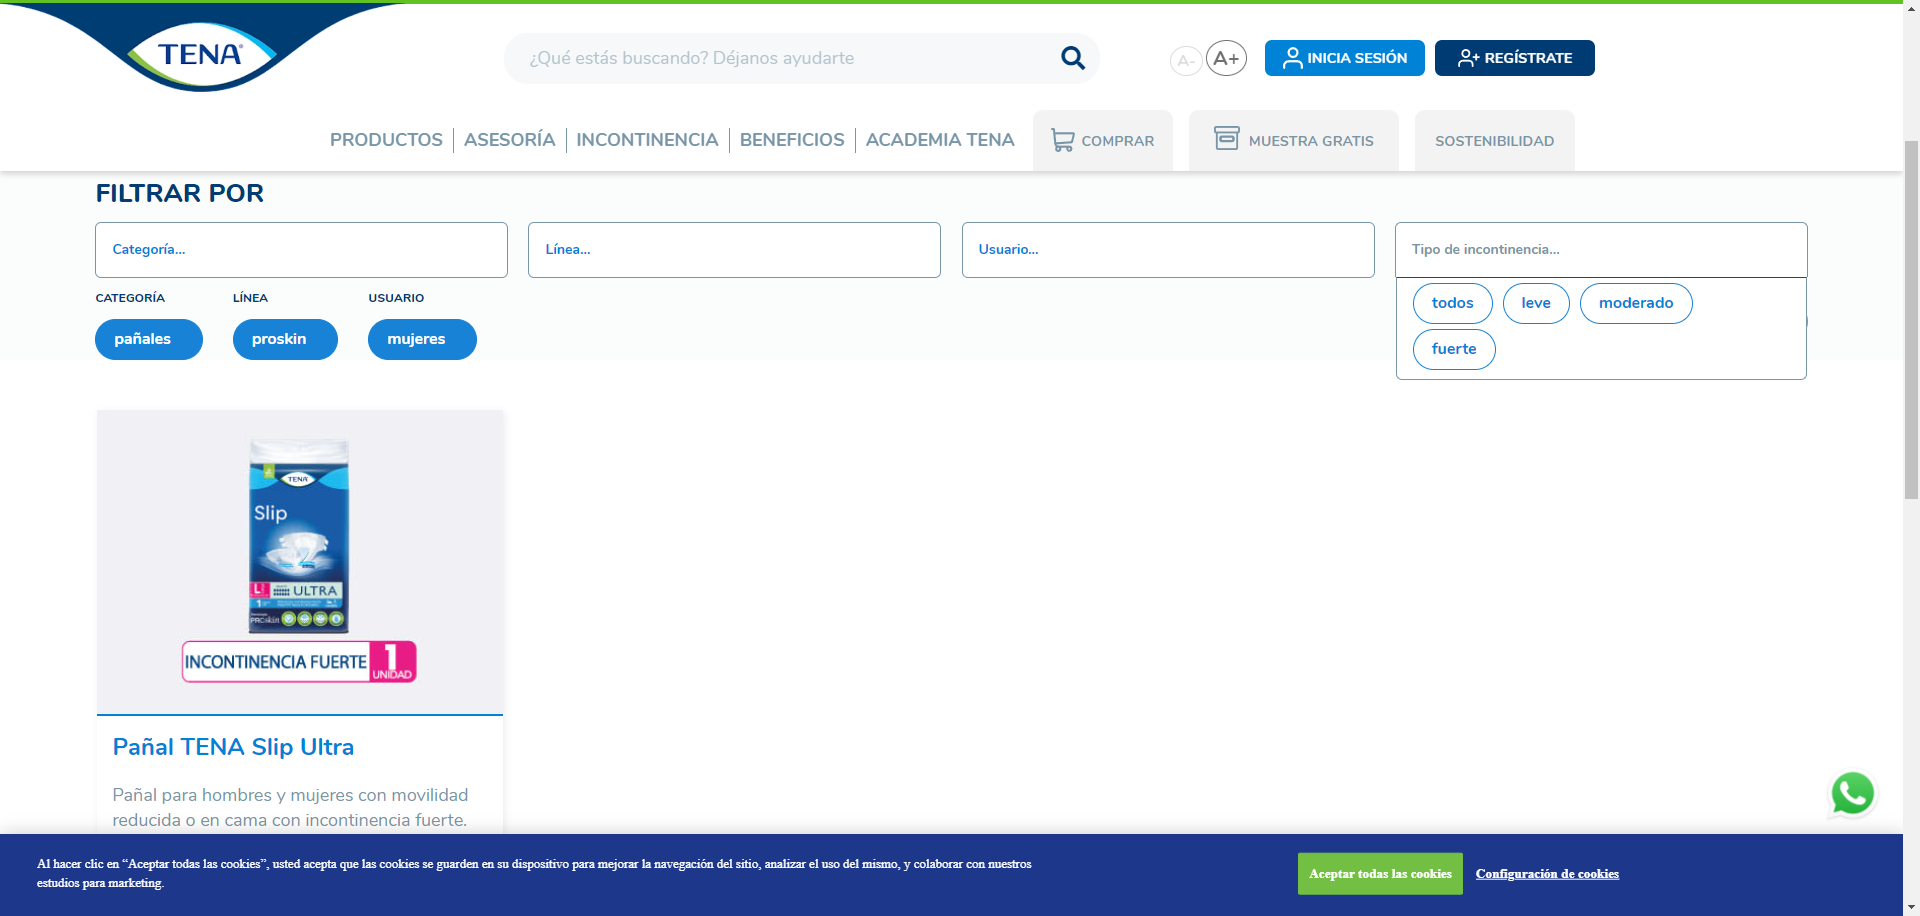 TENA
¿Qué estás buscando? Déjanos ayudarte
A-
A+
INICIA SESIÓN
REGÍSTRATE
PRODUCTOS
ASESORÍA
INCONTINENCIA
BENEFICIOS
ACADEMIA TENA
COMPRAR
MUESTRA GRATIS
SOSTENIBILIDAD
FILTRAR POR
Categoría...
Línea...
Usuario...
Tipo de incontinencia...
CATEGORÍA
LÍNEA
USUARIO
pañales
proskin
mujeres
todos
leve
moderado
fuerte
TENA
Slip
L
ULTRA
1
PROskin
INCONTINENCIA FUERTE
1
UNIDAD
Pañal TENA Slip Ultra
Pañal para hombres y mujeres con movilidad
reducida o en cama con incontinencia fuerte.
Al hacer clic en “Aceptar todas las cookies”, usted acepta que las cookies se guarden en su dispositivo para mejorar la navegación del sitio, analizar el uso del mismo, y colaborar con nuestros
estudios para marketing.
Aceptar todas las cookies
Configuración de cookies